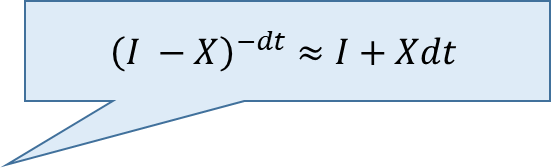 (I − X)^{−dt} ≈ I + Xdt